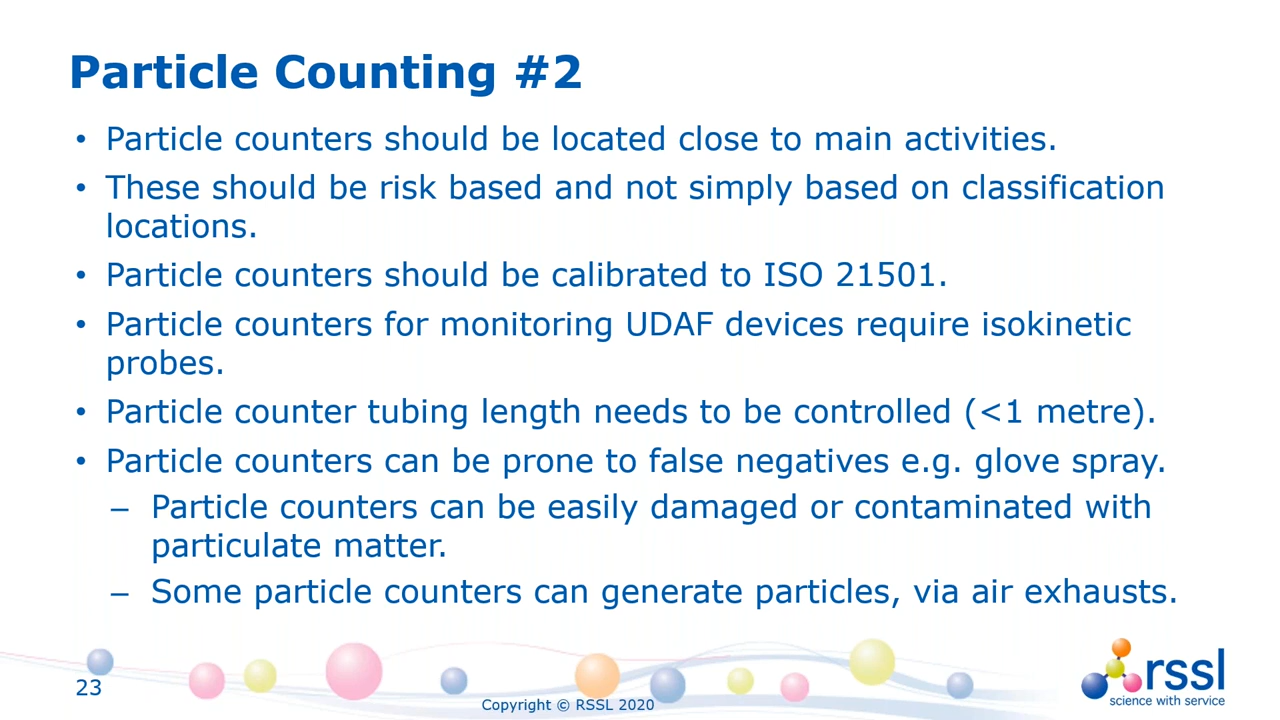 Particle Counting #2
• Particle counters should be located close to main activities.
• These should be risk based and not simply based on classification
locations.
• Particle counters should be calibrated to ISO 21501.
• Particle counters for monitoring UDAF devices require isokinetic
probes.
• Particle counter tubing length needs to be controlled (<1 metre).
• Particle counters can be prone to false negatives e.g. glove spray.
– Particle counters can be easily damaged or contaminated with
particulate matter.
– Some particle counters can generate particles, via air exhausts.
23
Copyright © RSSL 2020
rssl
science with service